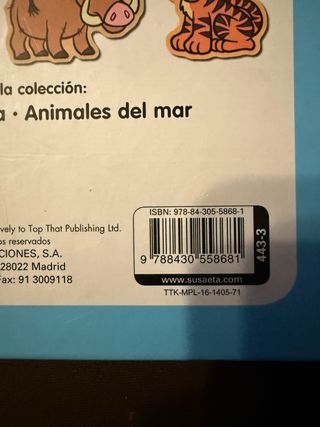 la colección:
· Animales del mar
ively to Top That Publishing Ltd.
os reservados
CIONES, S.A.
28022 Madrid
Fax: 91 3009118
ISBN: 978-84-305-5868-1
9 788430 558681
www.susaeta.com
443-3
TTK-MPL-16-1405-71